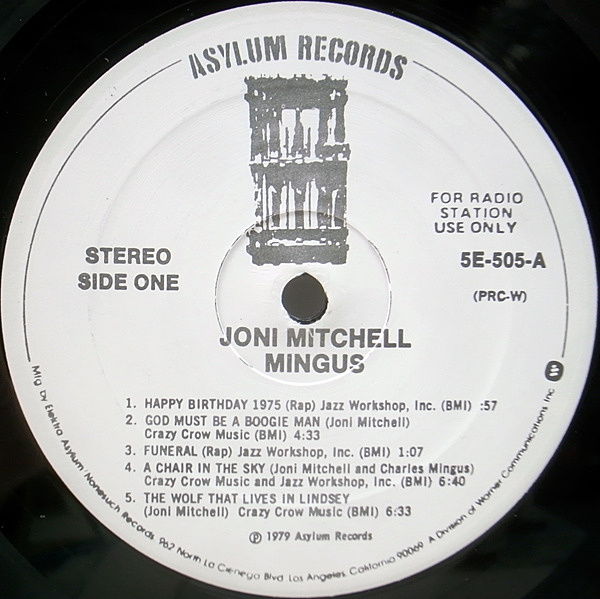 ASYLUM RECORDS
FOR RADIO
STATION
USE ONLY
STEREO
SIDE ONE
5E-505-A
(PRC-W)
JONI MITCHELL
MINGUS
1. HAPPY BIRTHDAY 1975 (Rap) Jazz Workshop, Inc. (BMI) :57
2. GOD MUST BE A BOOGIE MAN (Joni Mitchell)
Crazy Crow Music (BMI) 4:33
3. FUNERAL (Rap) Jazz Workshop, Inc. (BMI) 1:07
4. A CHAIR IN THE SKY (Joni Mitchell and Charles Mingus)
Crazy Crow Music and Jazz Workshop, Inc. (BMI) 6:40
5. THE WOLF THAT LIVES IN LINDSEY
(Joni Mitchell) Crazy Crow Music (BMI) 6:33
℗ 1979 Asylum Records
Mfg by Elektra/Asylum/Nonesuch Records 962 North La Cienega Blvd Los Angeles California 90069 A Division of Warner Communications Inc